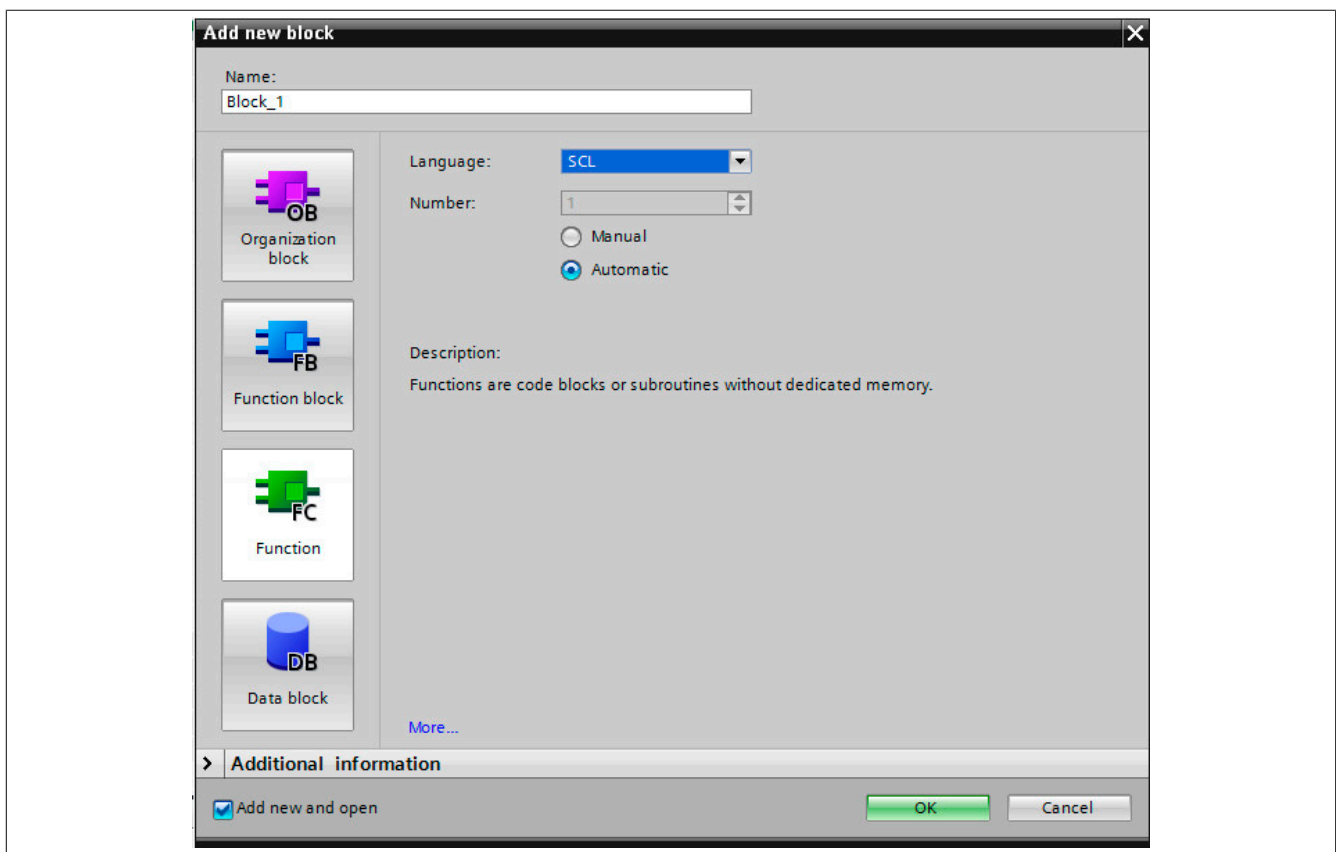 Add new block
Name:
Block_1
OB
Organization
block
FB
Function block
FC
Function
DB
Data block
Language:
SCL
Number:
1
Manual
Automatic
Description:
Functions are code blocks or subroutines without dedicated memory.
More...
Additional information
Add new and open
OK
Cancel